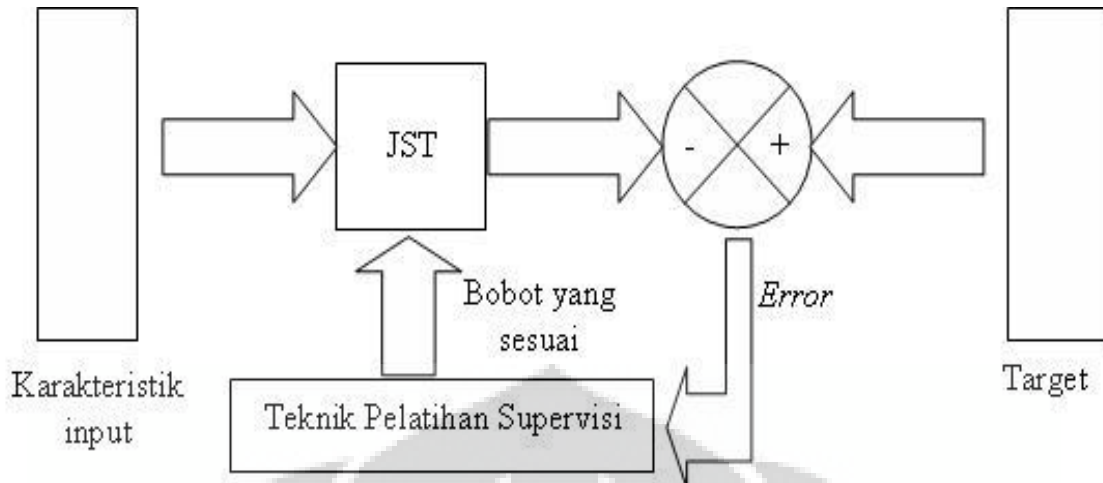 JST
-
+
Bobot yang
sesuai
Error
Karakteristik
input
Teknik Pelatihan Supervisi
Target